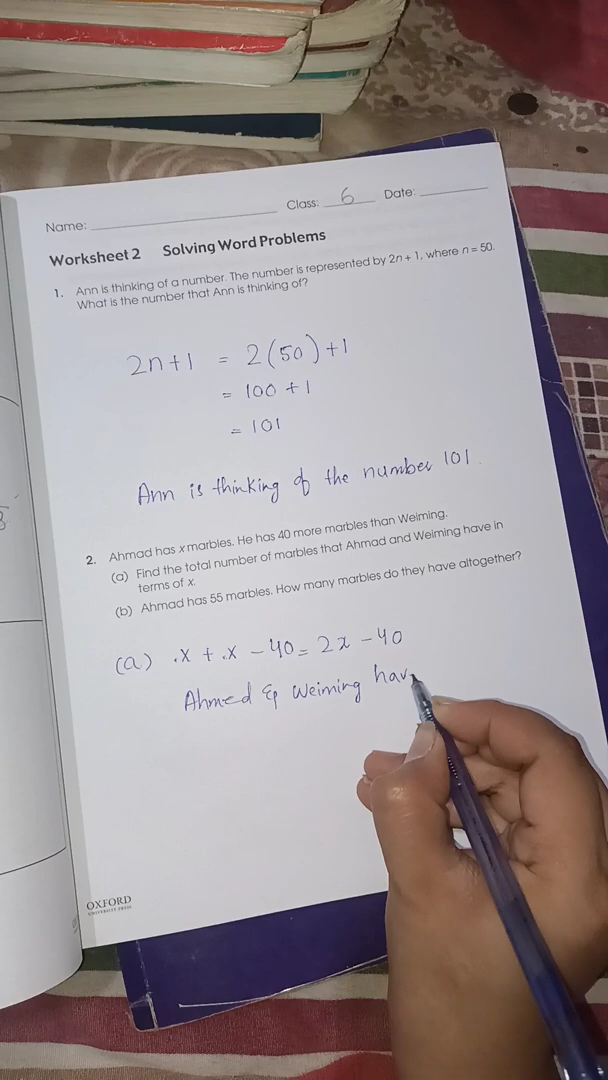 Name:
Class: 6 Date:
Worksheet 2 Solving Word Problems
1. Ann is thinking of a number. The number is represented by 2n + 1, where n = 50.
What is the number that Ann is thinking of?
2n+1 = 2(50)+1
= 100 + 1
= 101
Ann is thinking of the number 101.
2. Ahmad has x marbles. He has 40 more marbles than Weiming.
(a) Find the total number of marbles that Ahmad and Weiming have in
terms of x.
(b) Ahmad has 55 marbles. How many marbles do they have altogether?
(a) x + x - 40 = 2x - 40
Ahmed & Weiming hav
OXFORD
UNIVERSITY PRESS